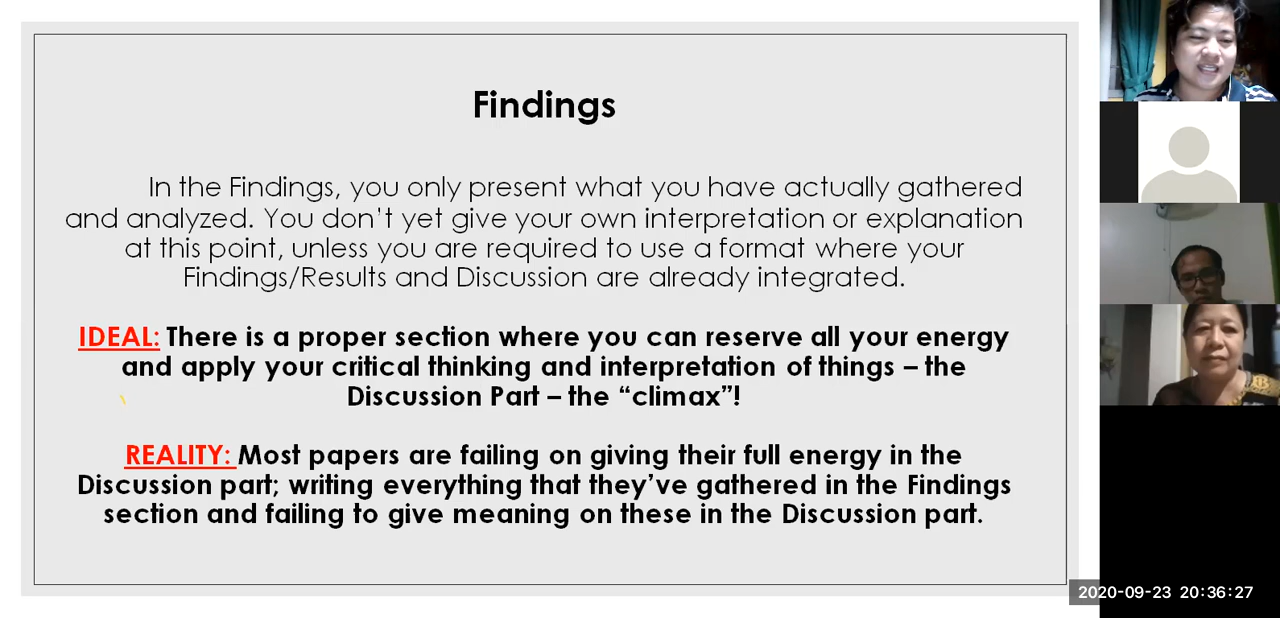 Findings
In the Findings, you only present what you have actually gathered
and analyzed. You don't yet give your own interpretation or explanation
at this point, unless you are required to use a format where your
Findings/Results and Discussion are already integrated.
IDEAL: There is a proper section where you can reserve all your energy
and apply your critical thinking and interpretation of things – the
Discussion Part – the “climax”!
REALITY: Most papers are failing on giving their full energy in the
Discussion part; writing everything that they've gathered in the Findings
section and failing to give meaning on these in the Discussion part.
2020-09-23 20:36:27